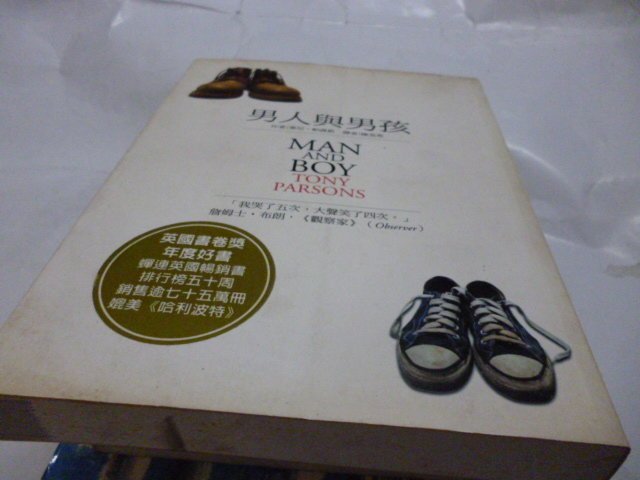 男人與男孩
MAN
AND
BOY
TONY
PARSONS
「我哭了五次，大聲笑了四次。」
詹姆士・布朗，《觀察家》（Observer）
英國書卷獎
年度好書
蟬連英國暢銷書
排行榜五十周
銷售逾七十五萬冊
媲美《哈利波特》